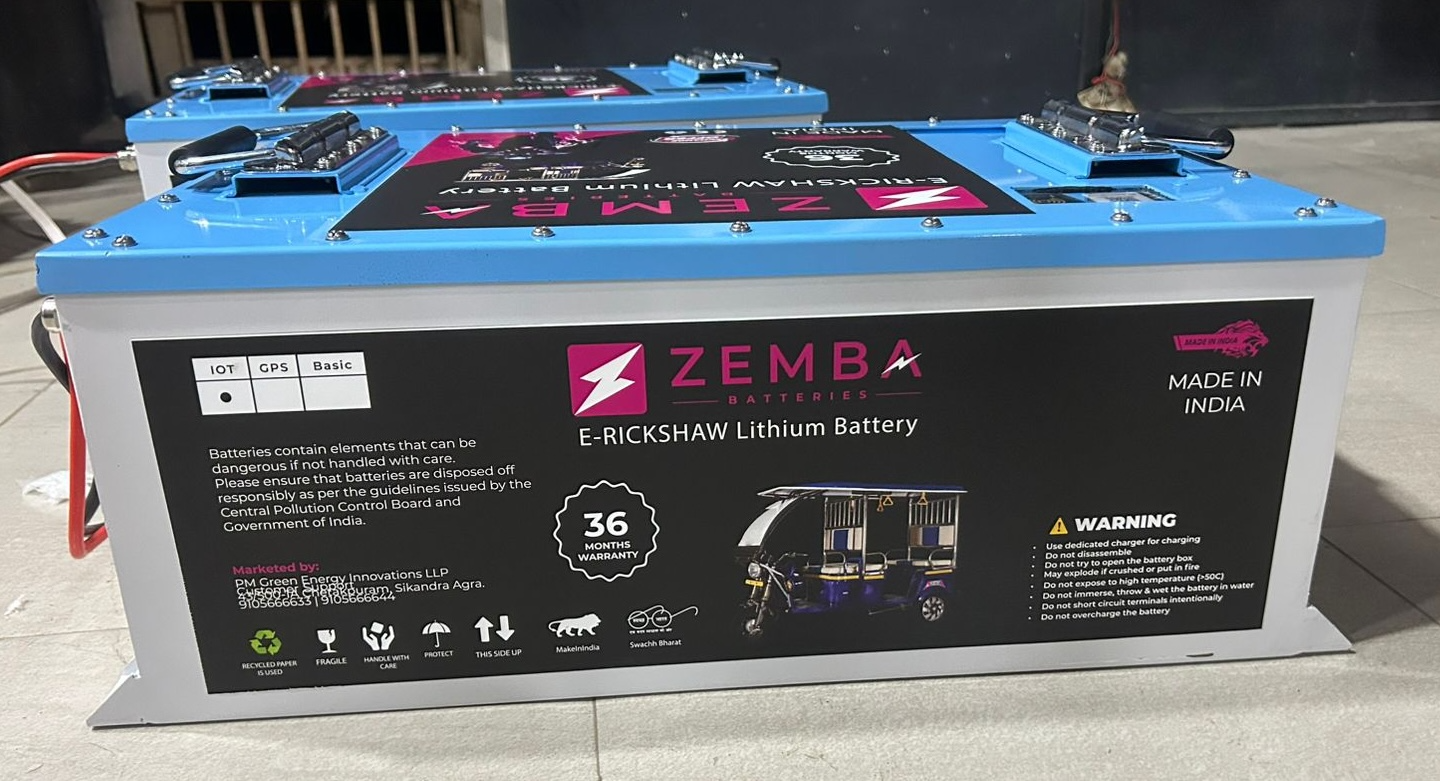 ZEMBA
BATTERIES
E-RICKSHAW Lithium Battery
36
IOT GPS Basic
ZEMBA
BATTERIES
E-RICKSHAW Lithium Battery
MADE IN INDIA
MADE IN
INDIA
Batteries contain elements that can be
dangerous if not handled with care.
Please ensure that batteries are disposed off
responsibly as per the guidelines issued by the
Central Pollution Control Board and
Government of India.
36
MONTHS
WARRANTY
WARNING
Use dedicated charger for charging
Do not disassemble
Do not try to open the battery box
May explode if crushed or put in fire
Do not expose to high temperature (>50C)
Do not immerse, throw & wet the battery in water
Do not short circuit terminals intentionally
Do not overcharge the battery
Marketed by:
PM Green Energy Innovations LLP
Customer Support
Sikandra Agra.
9105666633 | 9105666644
RECYCLED PAPER
IS USED
FRAGILE
HANDLE WITH
CARE
PROTECT
THIS SIDE UP
MakeInIndia
Swachh Bharat